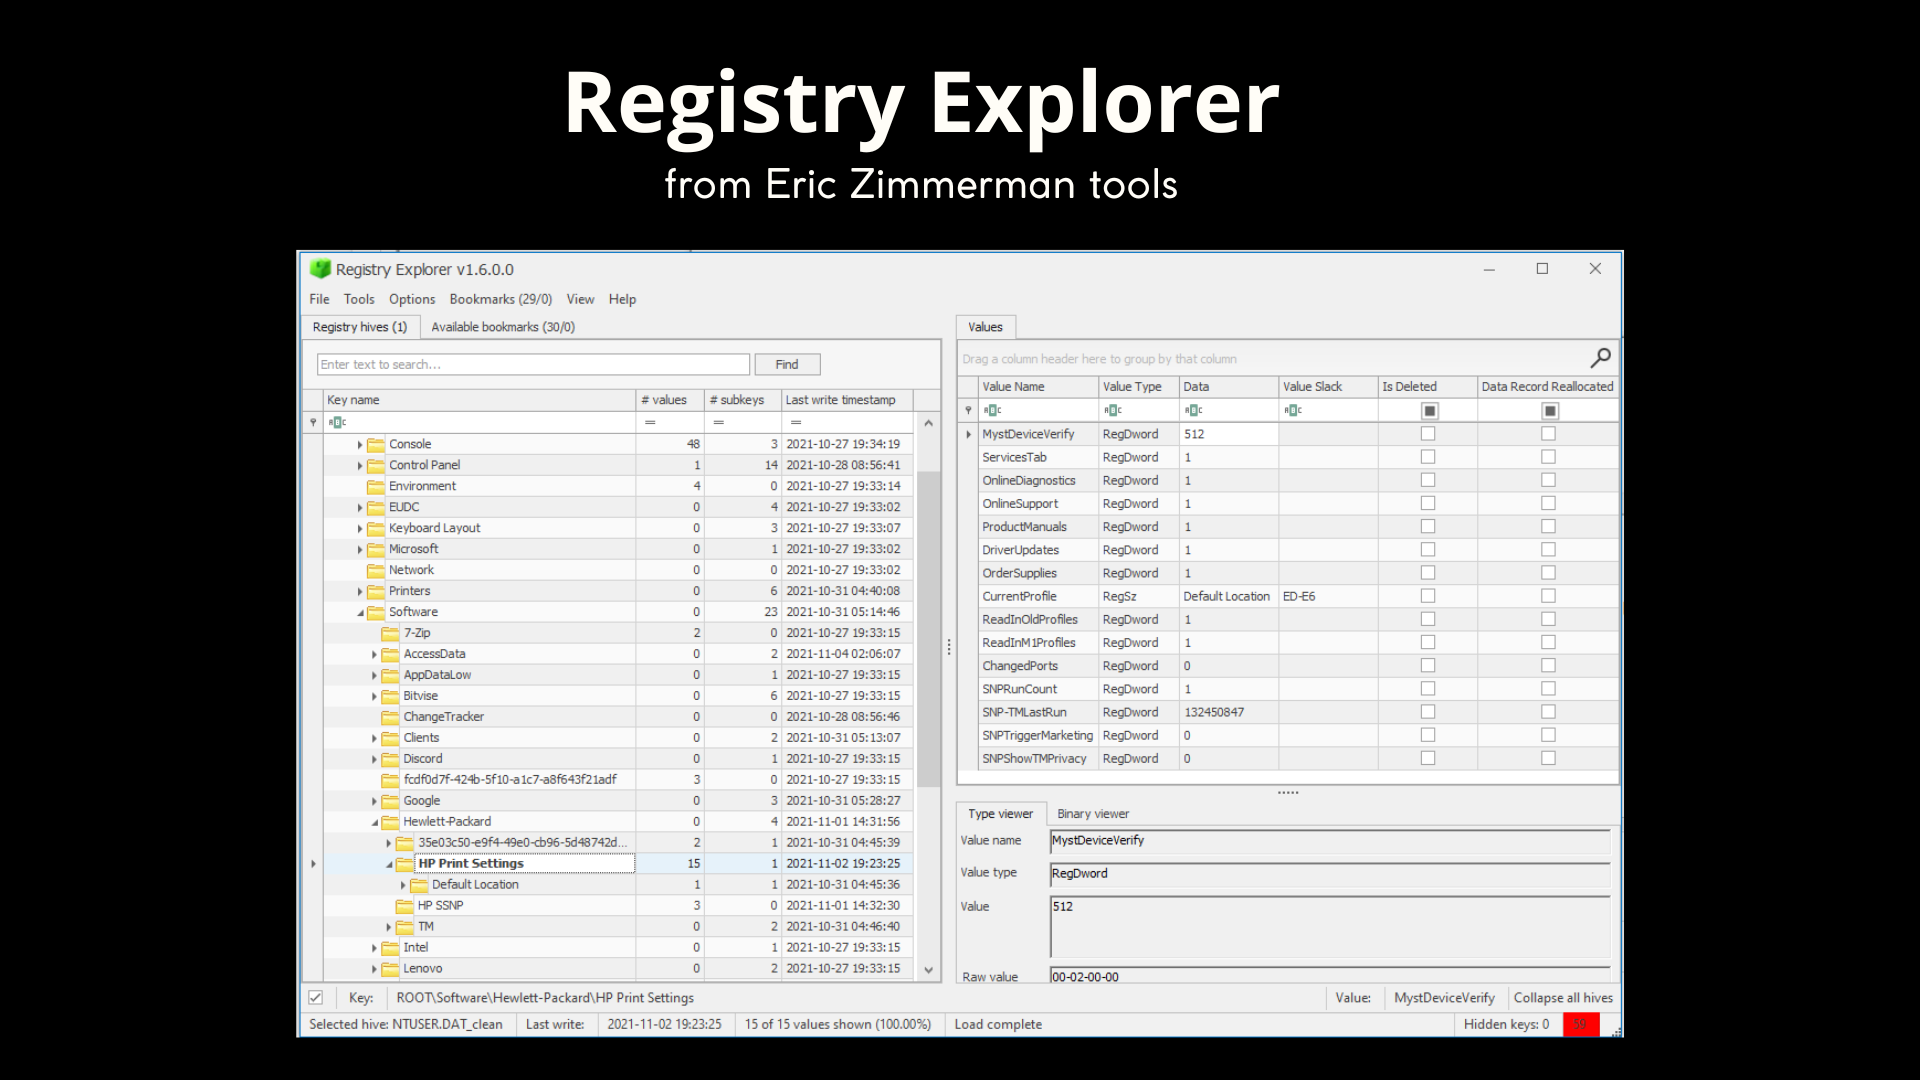 Registry Explorer
from Eric Zimmerman tools
Registry Explorer v1.6.0.0
File Tools Options Bookmarks (29/0) View Help
Registry hives (1) Available bookmarks (30/0)
Enter text to search... Find
Key name # values # subkeys Last write timestamp
ABC = = =
Console 48 3 2021-10-27 19:34:19
Control Panel 1 14 2021-10-28 08:56:41
Environment 4 0 2021-10-27 19:33:14
EUDC 0 4 2021-10-27 19:33:02
Keyboard Layout 0 3 2021-10-27 19:33:07
Microsoft 0 1 2021-10-27 19:33:02
Network 0 0 2021-10-27 19:33:02
Printers 0 6 2021-10-31 04:40:08
Software 0 23 2021-10-31 05:14:46
7-Zip 2 0 2021-10-27 19:33:15
AccessData 0 2 2021-11-04 02:06:07
AppDataLow 0 1 2021-10-27 19:33:15
Bitvise 0 6 2021-10-27 19:33:15
ChangeTracker 0 0 2021-10-28 08:56:46
Clients 0 2 2021-10-31 05:13:07
Discord 0 1 2021-10-27 19:33:15
fcdf0d7f-424b-5f10-a1c7-a8f643f21adf 3 0 2021-10-27 19:33:15
Google 0 3 2021-10-31 05:28:27
Hewlett-Packard 0 4 2021-11-01 14:31:56
35e03c50-e9f4-49e0-cb96-5d48742d... 2 1 2021-10-31 04:45:39
HP Print Settings 15 1 2021-11-02 19:23:25
Default Location 1 1 2021-10-31 04:45:36
HP SSNP 3 0 2021-11-01 14:32:30
TM 0 2 2021-10-31 04:46:40
Intel 0 1 2021-10-27 19:33:15
Lenovo 0 2 2021-10-27 19:33:15
Values
Drag a column header here to group by that column
Value Name Value Type Data Value Slack Is Deleted Data Record Reallocated
ABC ABC ABC ABC
MystDeviceVerify RegDword 512
ServicesTab RegDword 1
OnlineDiagnostics RegDword 1
OnlineSupport RegDword 1
ProductManuals RegDword 1
DriverUpdates RegDword 1
OrderSupplies RegDword 1
CurrentProfile RegSz Default Location ED-E6
ReadInOldProfiles RegDword 1
ReadInM1Profiles RegDword 1
ChangedPorts RegDword 0
SNPRunCount RegDword 1
SNP-TMLastRun RegDword 132450847
SNPTriggerMarketing RegDword 0
SNPShowTMPrivacy RegDword 0
Type viewer Binary viewer
Value name MystDeviceVerify
Value type RegDword
Value 512
Raw value 00-02-00-00
Key: ROOT\Software\Hewlett-Packard\HP Print Settings Value: MystDeviceVerify Collapse all hives
Selected hive: NTUSER.DAT_clean Last write: 2021-11-02 19:23:25 15 of 15 values shown (100.00%) Load complete Hidden keys: 0 59